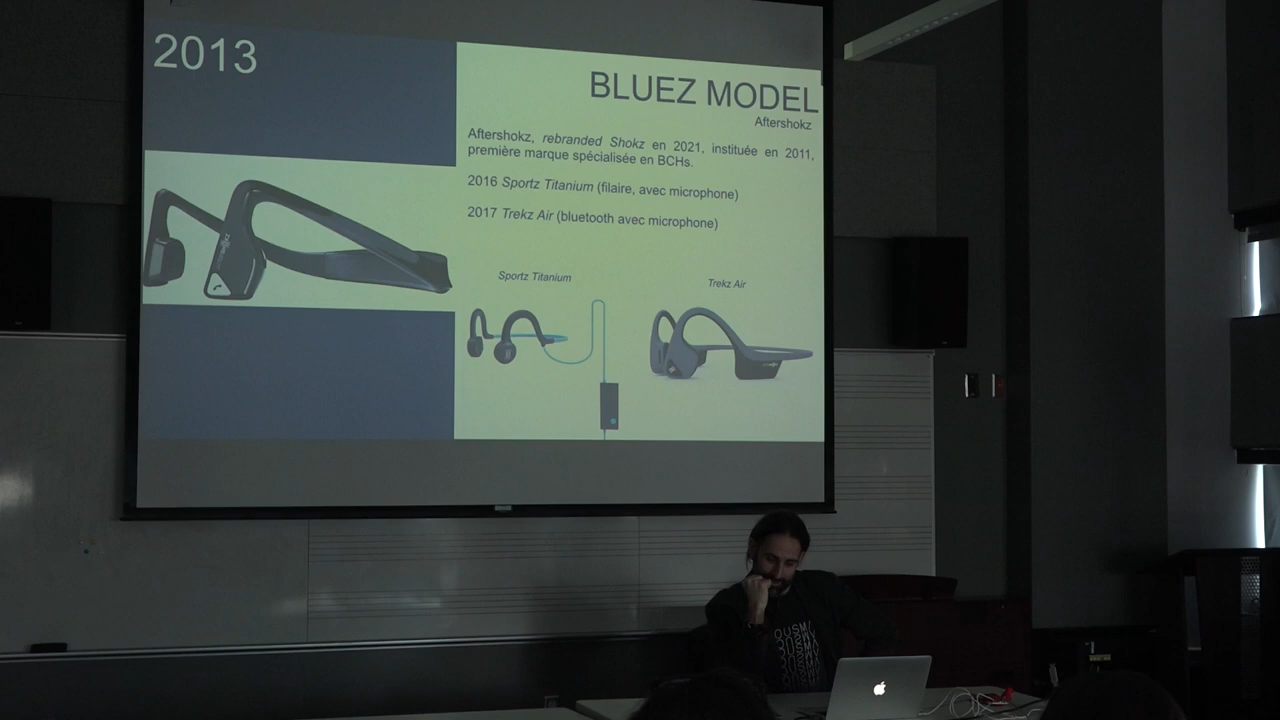 2013
BLUEZ MODEL
Aftershokz
Aftershokz, rebranded Shokz en 2021, instituée en 2011,
première marque spécialisée en BCHs.
2016 Sportz Titanium (filaire, avec microphone)
2017 Trekz Air (bluetooth avec microphone)
Sportz Titanium
Trekz Air